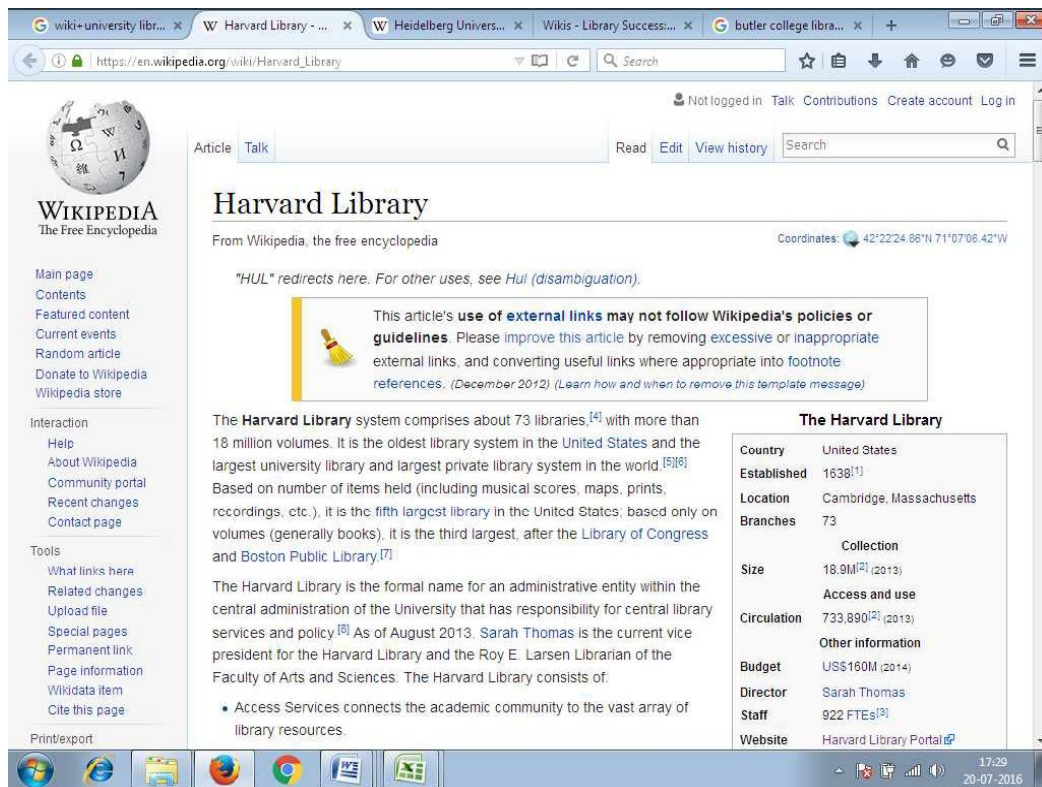 wiki+university libr...
Harvard Library - ...
Heidelberg Univers...
Wikis - Library Success:...
butler college libra...
https://en.wikipedia.org/wiki/Harvard_Library
Search
Not logged in Talk Contributions Create account Log in
Article Talk
Read Edit View history
Search
WIKIPEDIA
The Free Encyclopedia
Main page
Contents
Featured content
Current events
Random article
Donate to Wikipedia
Wikipedia store
Interaction
Help
About Wikipedia
Community portal
Recent changes
Contact page
Tools
What links here
Related changes
Upload file
Special pages
Permanent link
Page information
Wikidata item
Cite this page
Print/export
Harvard Library
From Wikipedia, the free encyclopedia
Coordinates: 42°22′24.86″N 71°07′06.42″W
"HUL" redirects here. For other uses, see Hul (disambiguation).
This article's use of external links may not follow Wikipedia's policies or
guidelines. Please improve this article by removing excessive or inappropriate
external links, and converting useful links where appropriate into footnote
references. (December 2012) (Learn how and when to remove this template message)
The Harvard Library system comprises about 73 libraries,[4] with more than
18 million volumes. It is the oldest library system in the United States and the
largest university library and largest private library system in the world.[5][6]
Based on number of items held (including musical scores, maps, prints,
recordings, etc.), it is the fifth largest library in the United States; based only on
volumes (generally books), it is the third largest, after the Library of Congress
and Boston Public Library.[7]
The Harvard Library is the formal name for an administrative entity within the
central administration of the University that has responsibility for central library
services and policy.[8] As of August 2013, Sarah Thomas is the current vice
president for the Harvard Library and the Roy E. Larsen Librarian of the
Faculty of Arts and Sciences. The Harvard Library consists of:
• Access Services connects the academic community to the vast array of
library resources.
The Harvard Library
Country United States
Established 1638[1]
Location Cambridge, Massachusetts
Branches 73
Collection
Size 18.9M[2] (2013)
Access and use
Circulation 733,890[2] (2013)
Other information
Budget US$160M (2014)
Director Sarah Thomas
Staff 922 FTEs[3]
Website Harvard Library Portal
17:29
20-07-2016